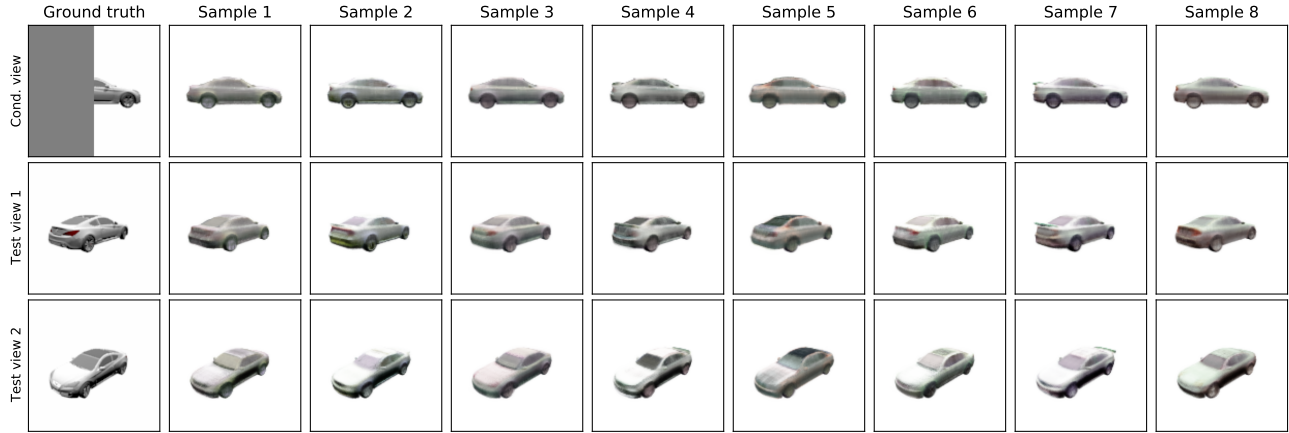 Ground truth Sample 1 Sample 2 Sample 3 Sample 4 Sample 5 Sample 6 Sample 7 Sample 8
Cond. view
Test view 1
Test view 2